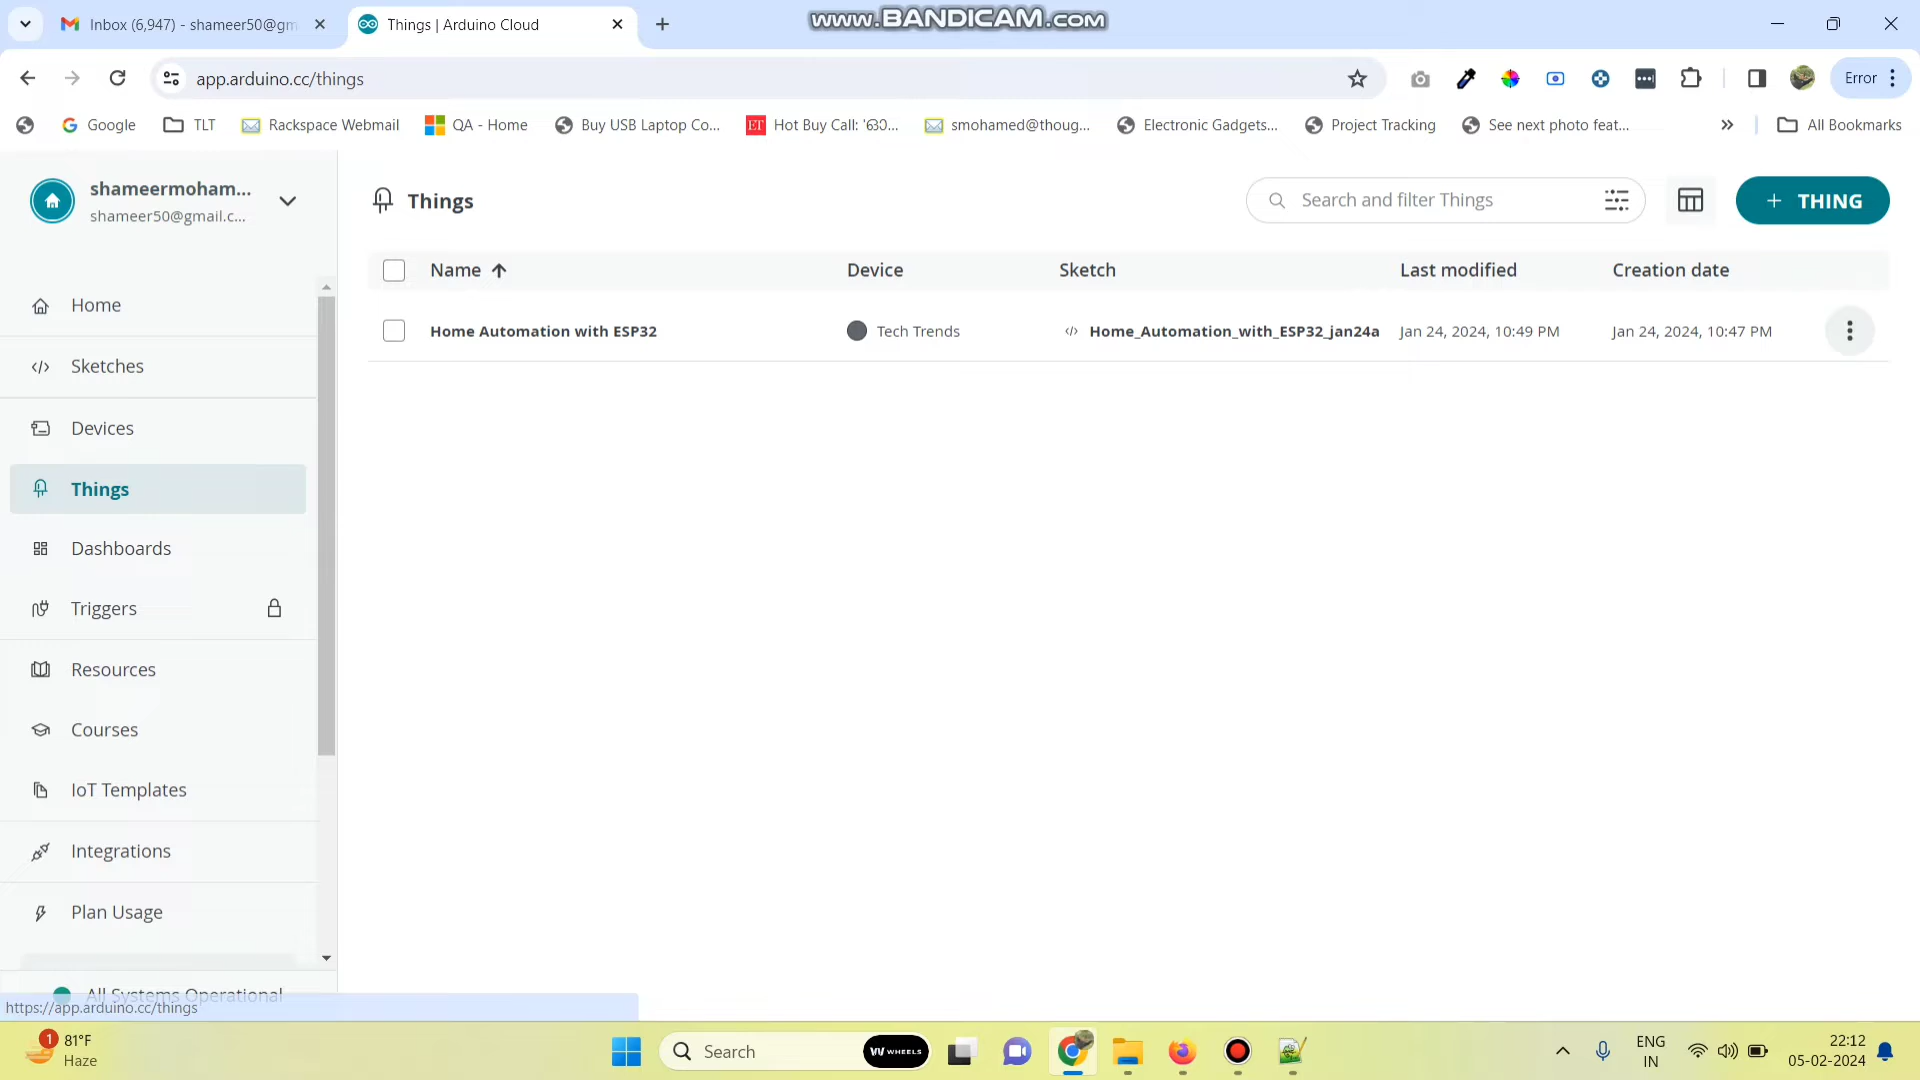 Inbox (6,947) - shameer50@gm
Things | Arduino Cloud
www.BANDICAM.com
app.arduino.cc/things
Error
Google
TLT
Rackspace Webmail
QA - Home
Buy USB Laptop Co...
ET
Hot Buy Call: '630...
smohamed@thoug...
Electronic Gadgets...
Project Tracking
See next photo feat...
All Bookmarks
shameermoham...
shameer50@gmail.c...
Things
Search and filter Things
+ THING
Name
Device
Sketch
Last modified
Creation date
Home Automation with ESP32
Tech Trends
</> Home_Automation_with_ESP32_jan24a
Jan 24, 2024, 10:49 PM
Jan 24, 2024, 10:47 PM
Home
Sketches
Devices
Things
Dashboards
Triggers
Resources
Courses
IoT Templates
Integrations
Plan Usage
All Systems Operational
https://app.arduino.cc/things
1
81°F
Haze
Search
WHEELS
ENG
IN
22:12
05-02-2024